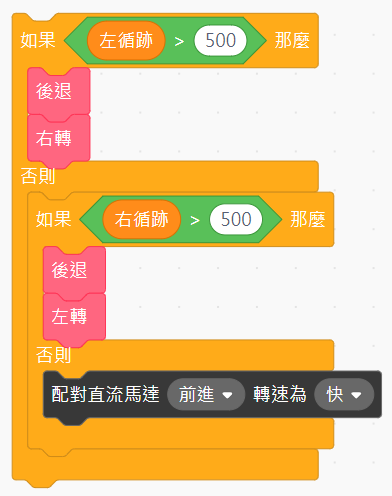 如果 左循跡 > 500 那麼
後退
右轉
否則
如果 右循跡 > 500 那麼
後退
左轉
否則
配對直流馬達 前進 轉速為 快